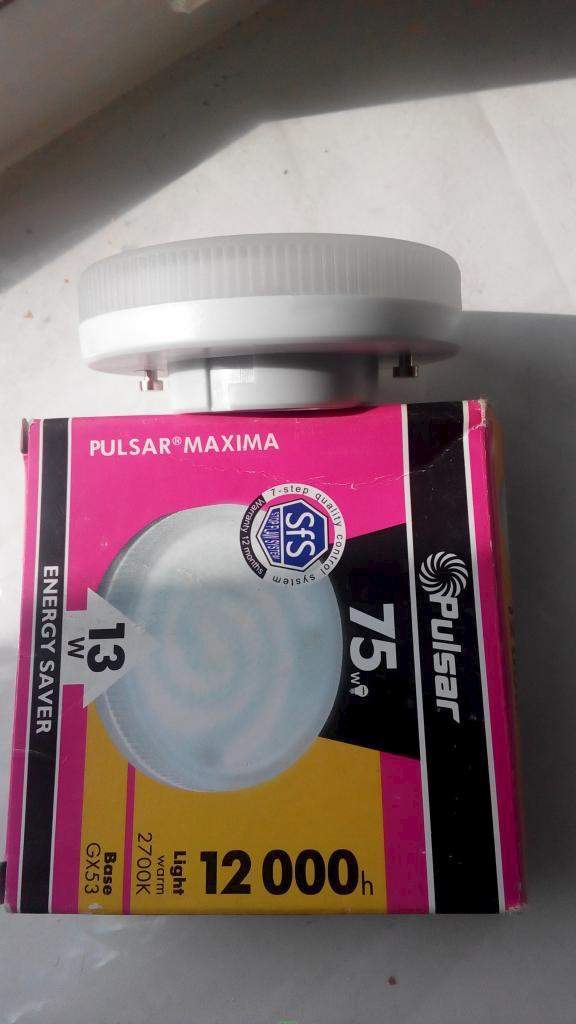 PULSAR® MAXIMA
7-step quality control system
Warranty 12 months
SfS
Pulsar
75w
13
W
ENERGY SAVER
12 000h
Light
warm
2700K
Base
GX53